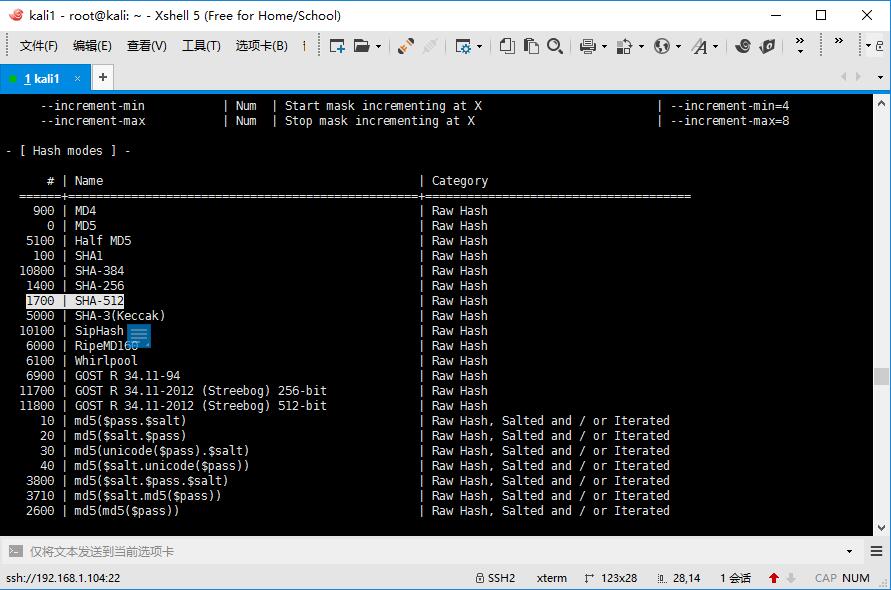 kali1 - root@kali: ~ - Xshell 5 (Free for Home/School)
文件(F) 编辑(E) 查看(V) 工具(T) 选项卡(B)
1 kali1 × +
--increment-min | Num | Start mask incrementing at X | --increment-min=4
--increment-max | Num | Stop mask incrementing at X | --increment-max=8
- [ Hash modes ] -
# | Name | Category
======+==================================================+======================================
900 | MD4 | Raw Hash
0 | MD5 | Raw Hash
5100 | Half MD5 | Raw Hash
100 | SHA1 | Raw Hash
10800 | SHA-384 | Raw Hash
1400 | SHA-256 | Raw Hash
1700 | SHA-512 | Raw Hash
5000 | SHA-3(Keccak) | Raw Hash
10100 | SipHash | Raw Hash
6000 | RipeMD160 | Raw Hash
6100 | Whirlpool | Raw Hash
6900 | GOST R 34.11-94 | Raw Hash
11700 | GOST R 34.11-2012 (Streebog) 256-bit | Raw Hash
11800 | GOST R 34.11-2012 (Streebog) 512-bit | Raw Hash
10 | md5($pass.$salt) | Raw Hash, Salted and / or Iterated
20 | md5($salt.$pass) | Raw Hash, Salted and / or Iterated
30 | md5(unicode($pass).$salt) | Raw Hash, Salted and / or Iterated
40 | md5($salt.unicode($pass)) | Raw Hash, Salted and / or Iterated
3800 | md5($salt.$pass.$salt) | Raw Hash, Salted and / or Iterated
3710 | md5($salt.md5($pass)) | Raw Hash, Salted and / or Iterated
2600 | md5(md5($pass)) | Raw Hash, Salted and / or Iterated
仅将文本发送到当前选项卡
ssh://192.168.1.104:22 SSH2 xterm 123x28 28,14 1 会话 CAP NUM